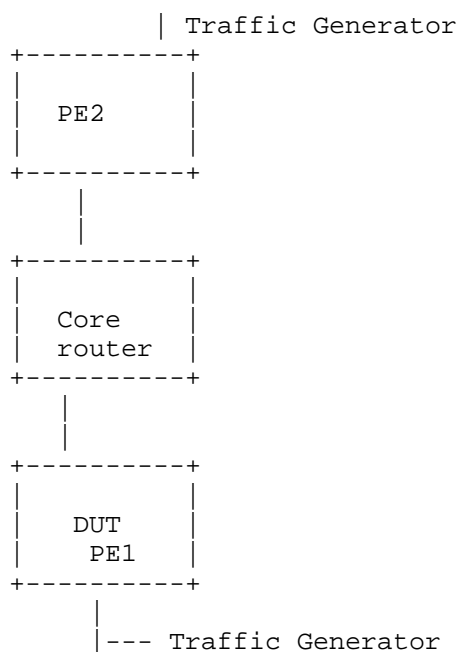 Traffic Generator
PE2
Core
router
DUT
PE1
Traffic Generator